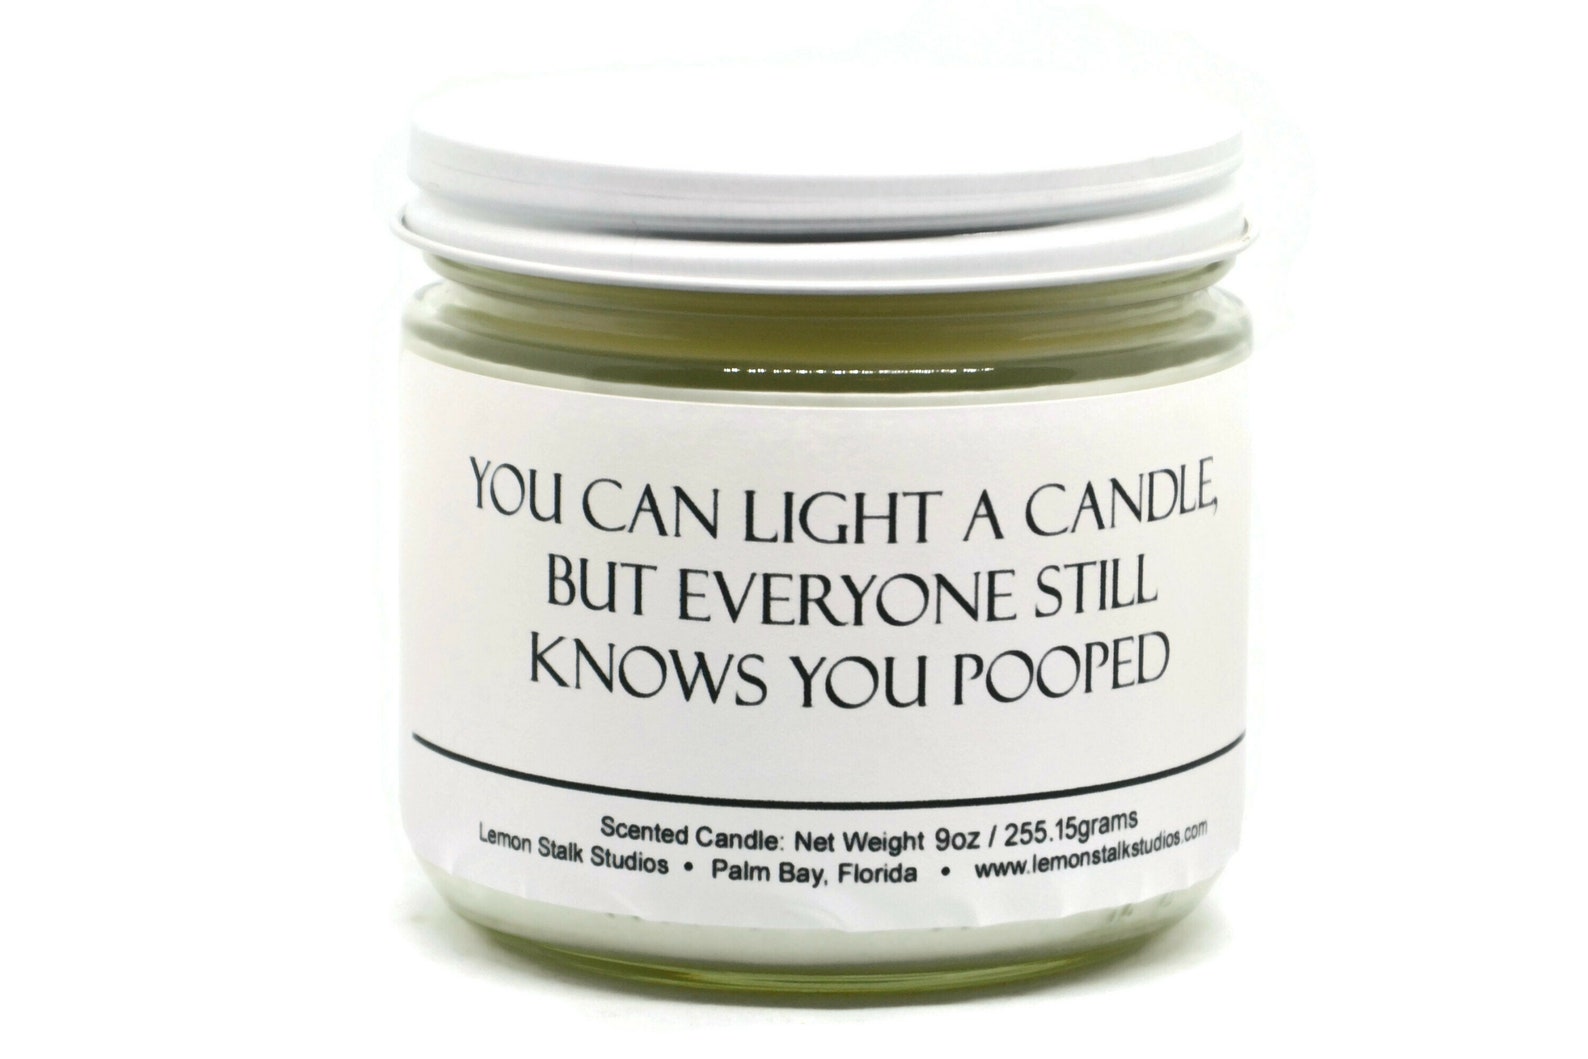 YOU CAN LIGHT A CANDLE,
BUT EVERYONE STILL
KNOWS YOU POOPED
Scented Candle: Net Weight 9oz / 255.15grams
Lemon Stalk Studios • Palm Bay, Florida • www.lemonstalkstudios.com